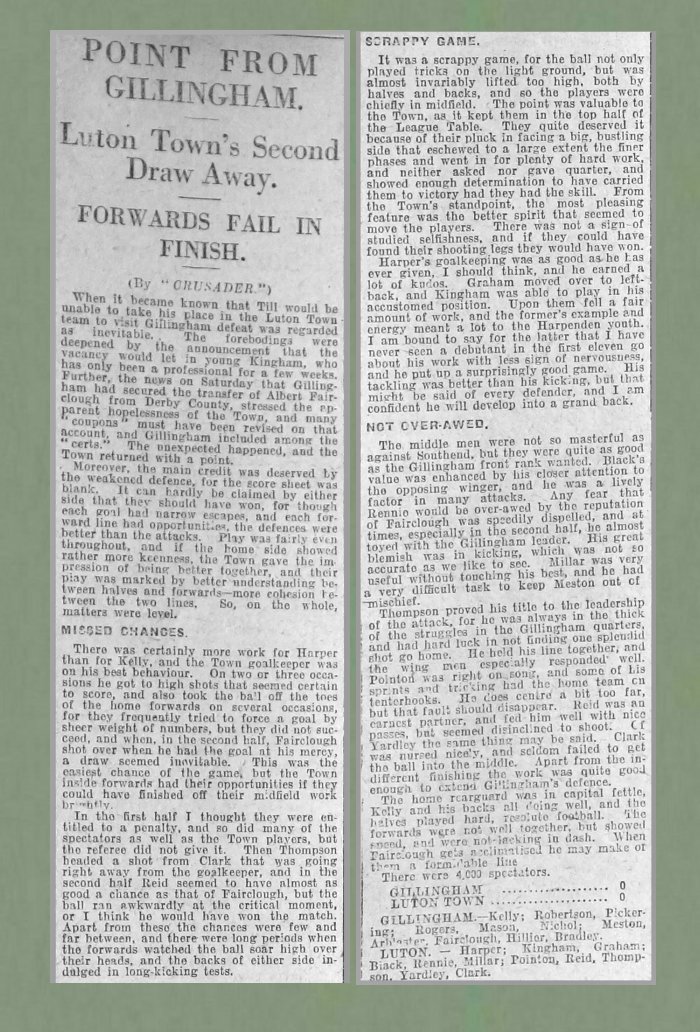 POINT FROM
GILLINGHAM.
Luton Town's Second
Draw Away.
FORWARDS FAIL IN
FINISH.
(By "CRUSADER.")
When it became known that Till would be
unable to take his place in the Luton Town
team to visit Gillingham defeat was regarded
as inevitable. The forebodings were
deepened by the announcement that the
vacancy would let in young Kingham, who
has only been a professional for a few weeks.
Further, the news on Saturday that Gilling-
ham had secured the transfer of Albert Fair-
clough from Derby County, stressed the ap-
parent hopelessness of the Town, and many
"coupons" must have been revised on that
account, and Gillingham included among the
"certs." The unexpected happened, and the
Town returned with a point.
Moreover, the main credit was deserved by
the weakened defence, for the score sheet was
blank. It can hardly be claimed by either
side that they should have won, for though
each goal had narrow escapes, and each for-
ward line had opportunities, the defences were
better than the attacks. Play was fairly even
throughout, and if the home side showed
rather more keenness, the Town gave the im-
pression of being better together, and their
play was marked by better understanding be-
tween halves and forwards—more cohesion be-
tween the two lines. So, on the whole,
matters were level.
MISSED CHANCES.
There was certainly more work for Harper
than for Kelly, and the Town goalkeeper was
on his best behaviour. On two or three occa-
sions he got to high shots that seemed certain
to score, and also took the ball off the toes
of the home forwards on several occasions,
for they frequently tried to force a goal by
sheer weight of numbers, but they did not suc-
ceed, and when, in the second half, Fairclough
shot over when he had the goal at his mercy,
a draw seemed inevitable. This was the
easiest chance of the game, but the Town
inside forwards had their opportunities if they
could have finished off their midfield work
brightly.
In the first half I thought they were en-
titled to a penalty, and so did many of the
spectators as well as the Town players, but
the referee did not give it. Then Thompson
headed a shot from Clark that was going
right away from the goalkeeper, and in the
second half Reid seemed to have almost as
good a chance as that of Fairclough, but the
ball ran awkwardly at the critical moment,
or I think he would have won the match.
Apart from these the chances were few and
far between, and there were long periods when
the forwards watched the ball soar high over
their heads, and the backs of either side in-
dulged in long-kicking tests.
SCRAPPY GAME.
It was a scrappy game, for the ball not only
played tricks on the light ground, but was
almost invariably lifted too high, both by
halves and backs, and so the players were
chiefly in midfield. The point was valuable to
the Town, as it kept them in the top half of
the League Table. They quite deserved it
because of their pluck in facing a big, bustling
side that eschewed to a large extent the finer
phases and went in for plenty of hard work,
and neither asked nor gave quarter, and
showed enough determination to have carried
them to victory had they had the skill. From
the Town's standpoint, the most pleasing
feature was the better spirit that seemed to
move the players. There was not a sign of
studied selfishness, and if they could have
found their shooting legs they would have won.
Harper's goalkeeping was as good as he has
ever given, I should think, and he earned a
lot of kudos. Graham moved over to left-
back, and Kingham was able to play in his
accustomed position. Upon them fell a fair
amount of work, and the former's example and
energy meant a lot to the Harpenden youth.
I am bound to say for the latter that I have
never seen a debutant in the first eleven go
about his work with less sign of nervousness,
and he put up a surprisingly good game. His
tackling was better than his kicking, but that
might be said of every defender, and I am
confident he will develop into a grand back.
NOT OVER-AWED.
The middle men were not so masterful as
against Southend, but they were quite as good
as the Gillingham front rank wanted. Black's
value was enhanced by his closer attention to
the opposing winger, and he was a lively
factor in many attacks. Any fear that
Rennie would be over-awed by the reputation
of Fairclough was speedily dispelled, and at
times, especially in the second half, he almost
toyed with the Gillingham leader. His great
blemish was in kicking, which was not so
accurate as we like to see. Millar was very
useful without touching his best, and he had
a very difficult task to keep Meston out of
mischief.
Thompson proved his title to the leadership
of the attack, for he was always in the thick
of the struggles in the Gillingham quarters,
and had hard luck in not finding one splendid
shot go home. He held his line together, and
the wing men especially responded well.
Pointon was right on song, and some of his
sprints and tricking had the home team on
tenterhooks. He does centre a bit too far,
but that fault should disappear. Reid was an
earnest partner, and fed him well with nice
passes, but seemed disinclined to shoot. Of
Yardley the same thing may be said. Clark
was nursed nicely, and seldom failed to get
the ball into the middle. Apart from the in-
different finishing the work was quite good
enough to extend Gillingham's defence.
The home rearguard was in capital fettle,
Kelly and his backs all doing well, and the
halves played hard, resolute football. The
forwards were not well together, but showed
speed, and were not lacking in dash. When
Fairclough gets acclimatised he may make of
them a formidable line
There were 4,000 spectators.
GILLINGHAM ..................... 0
LUTON TOWN ..................... 0
GILLINGHAM.—Kelly; Robertson, Picker-
ing; Rogers, Mason, Nichol; Meston,
Arblaster, Fairclough, Hillier, Bradley.
LUTON. — Harper; Kingham, Graham;
Black, Rennie, Millar; Pointon, Reid, Thomp-
son, Yardley, Clark.